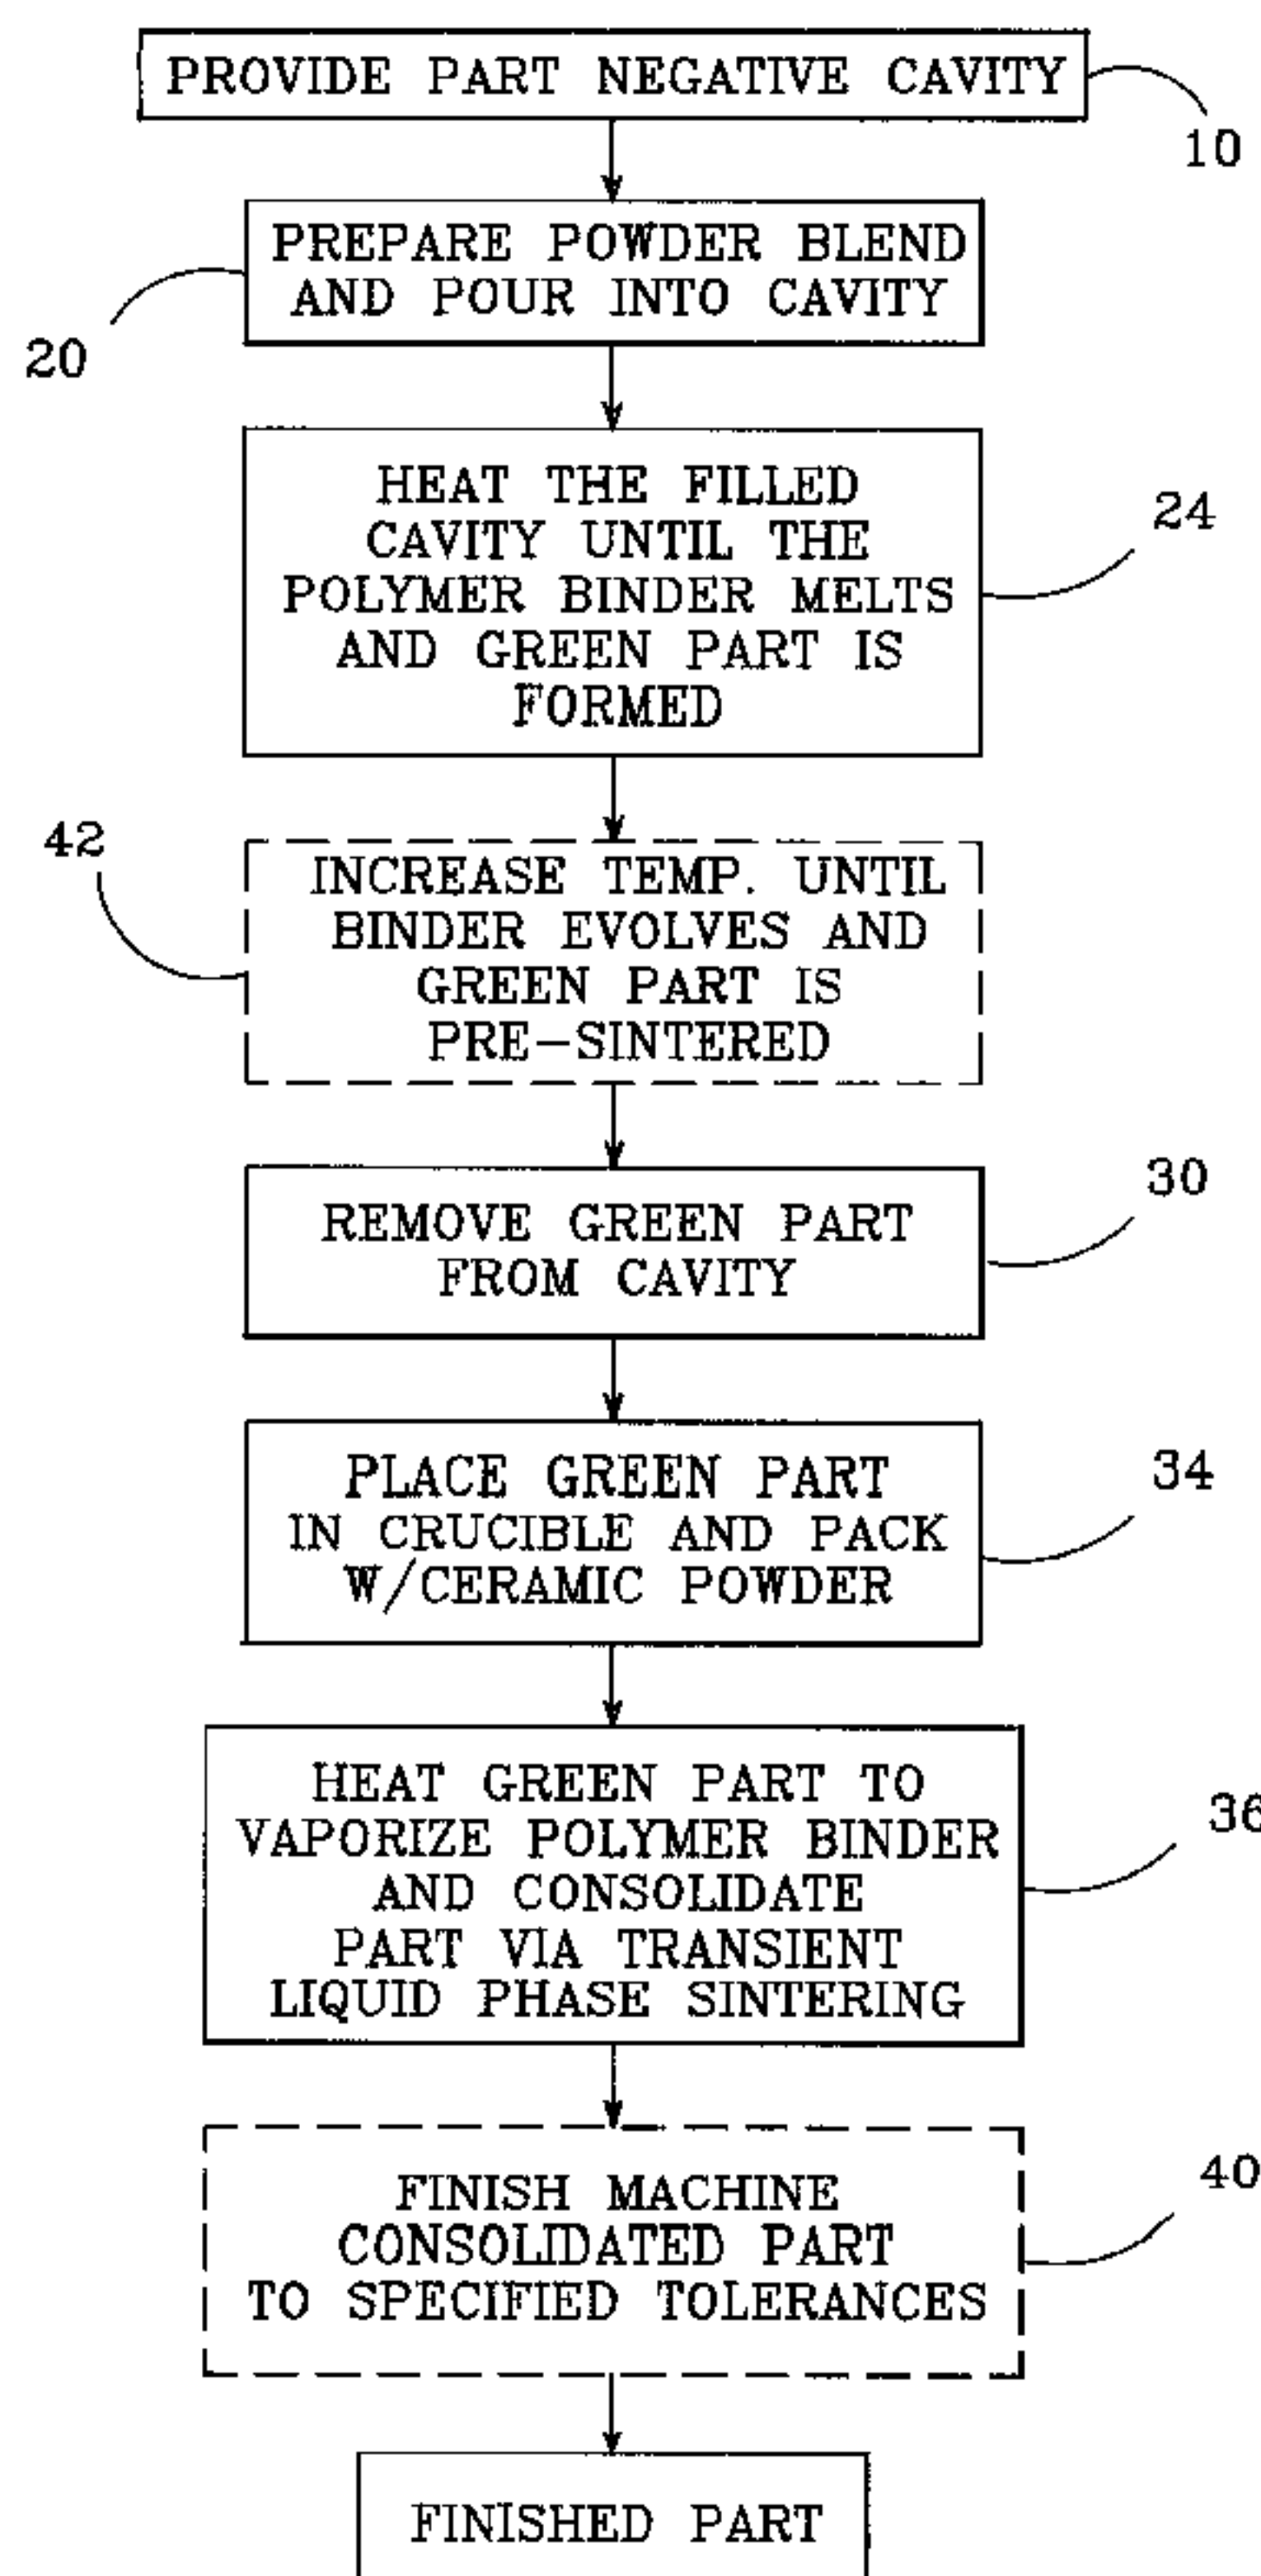 PROVIDE PART NEGATIVE CAVITY
10
PREPARE POWDER BLEND
AND POUR INTO CAVITY
20
HEAT THE FILLED
CAVITY UNTIL THE
POLYMER BINDER MELTS
AND GREEN PART IS
FORMED
24
INCREASE TEMP. UNTIL
BINDER EVOLVES AND
GREEN PART IS
PRE-SINTERED
42
REMOVE GREEN PART
FROM CAVITY
30
PLACE GREEN PART
IN CRUCIBLE AND PACK
W/CERAMIC POWDER
34
HEAT GREEN PART TO
VAPORIZE POLYMER BINDER
AND CONSOLIDATE
PART VIA TRANSIENT
LIQUID PHASE SINTERING
36
FINISH MACHINE
CONSOLIDATED PART
TO SPECIFIED TOLERANCES
40
FINISHED PART